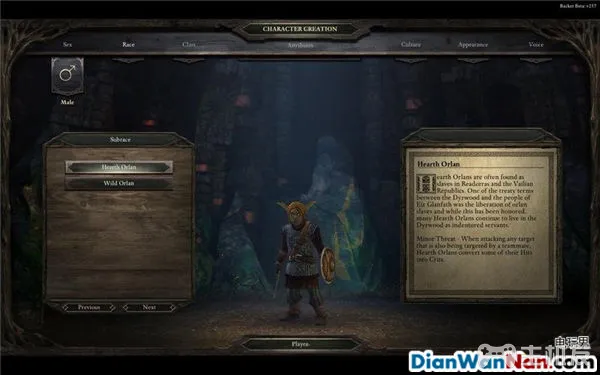 Backer Beta v257
CHARACTER CREATION
Sex
Race
Class
Attributes
Culture
Appearance
Voice
Male
Subrace
Hearth Orlan
Wild Orlan
Previous
Next
Hearth Orlan
Hearth Orlans are often found as
slaves in Readceras and the Vailian
Republics. One of the treaty terms
between the Dyrwood and the people of
Eir Glanfath was the liberation of orlan
slaves and while this has been honored,
many Hearth Orlans continue to live in the
Dyrwood as indentured servants.
Minor Threat - When attacking any target
that is also being targeted by a teammate,
Hearth Orlans convert some of their Hits
into Crits.
Player
DianWanNan.com